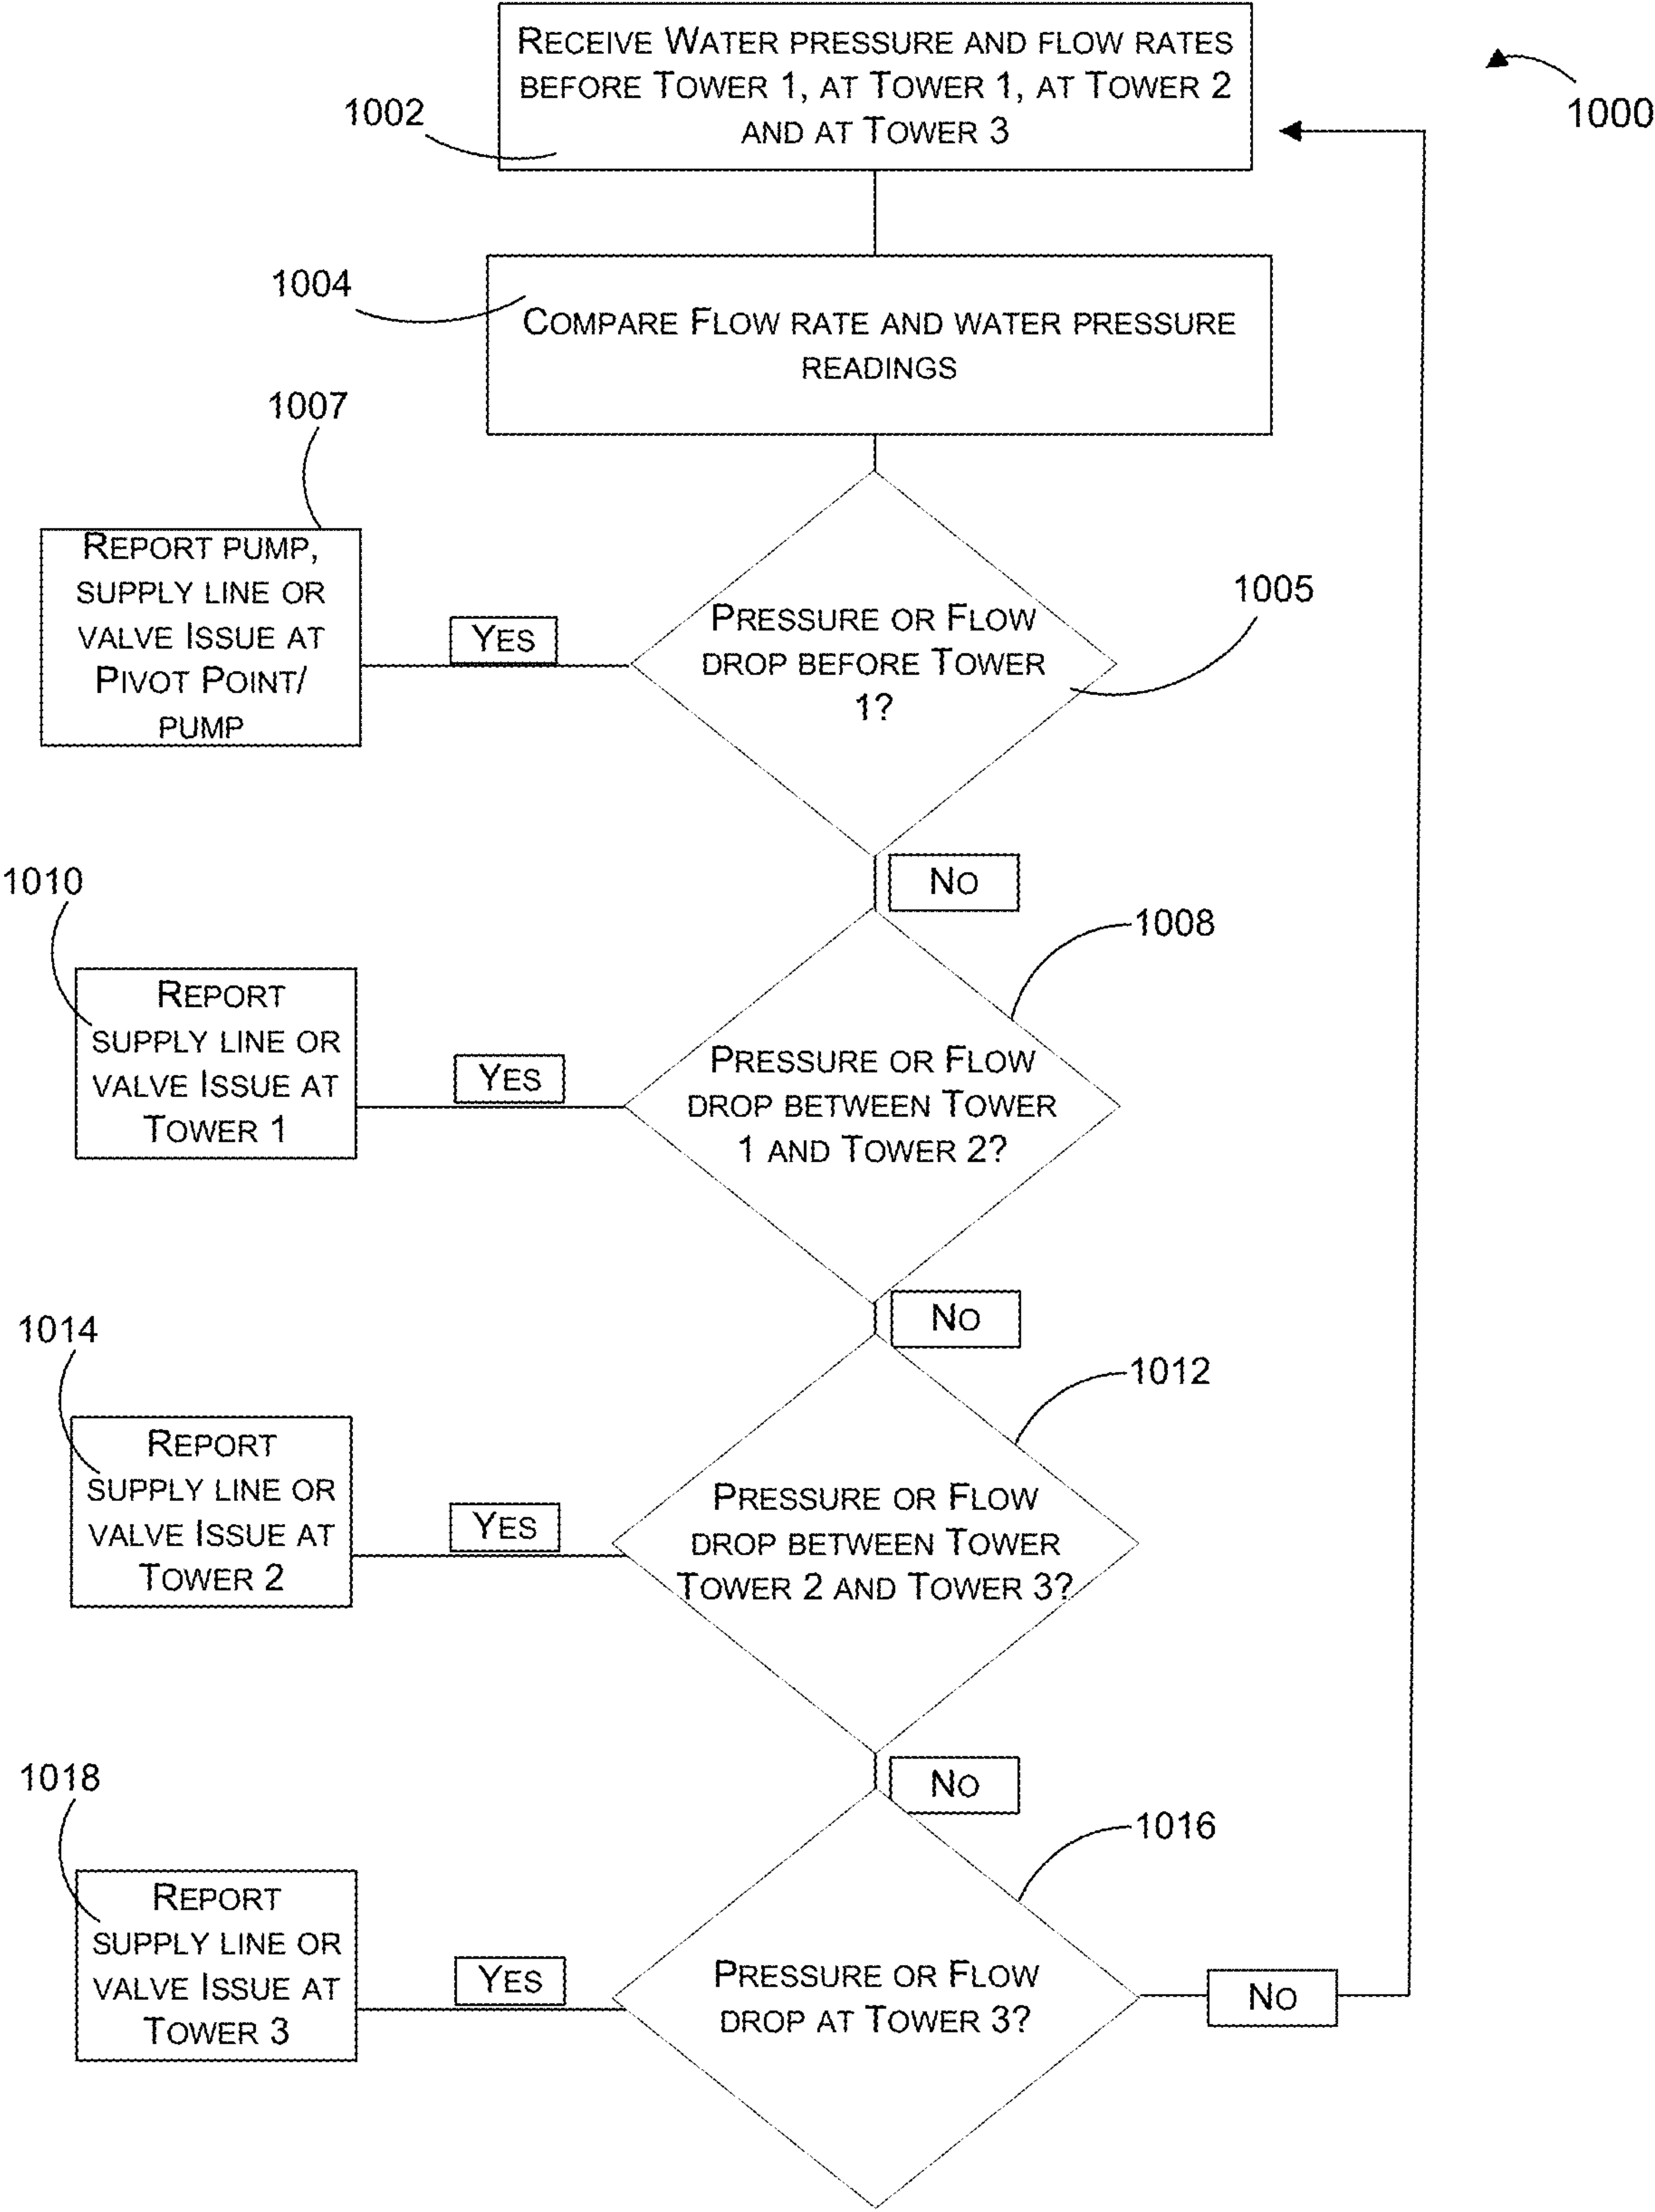 RECEIVE WATER PRESSURE AND FLOW RATES
BEFORE TOWER 1, AT TOWER 1, AT TOWER 2
AND AT TOWER 3
1000
1002
1004
COMPARE FLOW RATE AND WATER PRESSURE
READINGS
1007
REPORT PUMP,
SUPPLY LINE OR
VALVE ISSUE AT
PIVOT POINT/
PUMP
YES
PRESSURE OR FLOW
DROP BEFORE TOWER
1?
1005
NO
1010
REPORT
SUPPLY LINE OR
VALVE ISSUE AT
TOWER 1
YES
PRESSURE OR FLOW
DROP BETWEEN TOWER
1 AND TOWER 2?
1008
NO
1014
REPORT
SUPPLY LINE OR
VALVE ISSUE AT
TOWER 2
YES
PRESSURE OR FLOW
DROP BETWEEN TOWER
TOWER 2 AND TOWER 3?
1012
NO
1018
REPORT
SUPPLY LINE OR
VALVE ISSUE AT
TOWER 3
YES
PRESSURE OR FLOW
DROP AT TOWER 3?
1016
NO